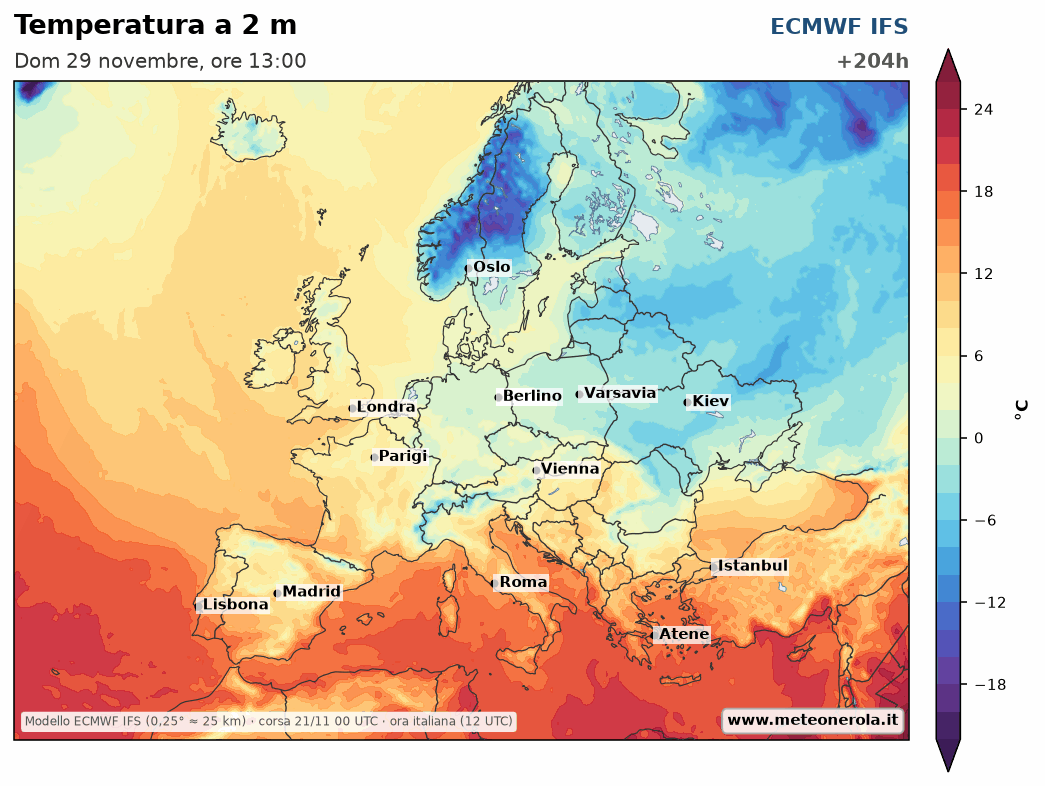 Temperatura a 2 m
ECMWF IFS
Dom 29 novembre, ore 13:00
+204h
24
18
12
6
0
−6
−12
−18
°C
Oslo
Londra
Berlino
Varsavia
Kiev
Parigi
Vienna
Istanbul
Roma
Madrid
Lisbona
Atene
Modello ECMWF IFS (0,25° ≈ 25 km) · corsa 21/11 00 UTC · ora italiana (12 UTC)
www.meteonerola.it